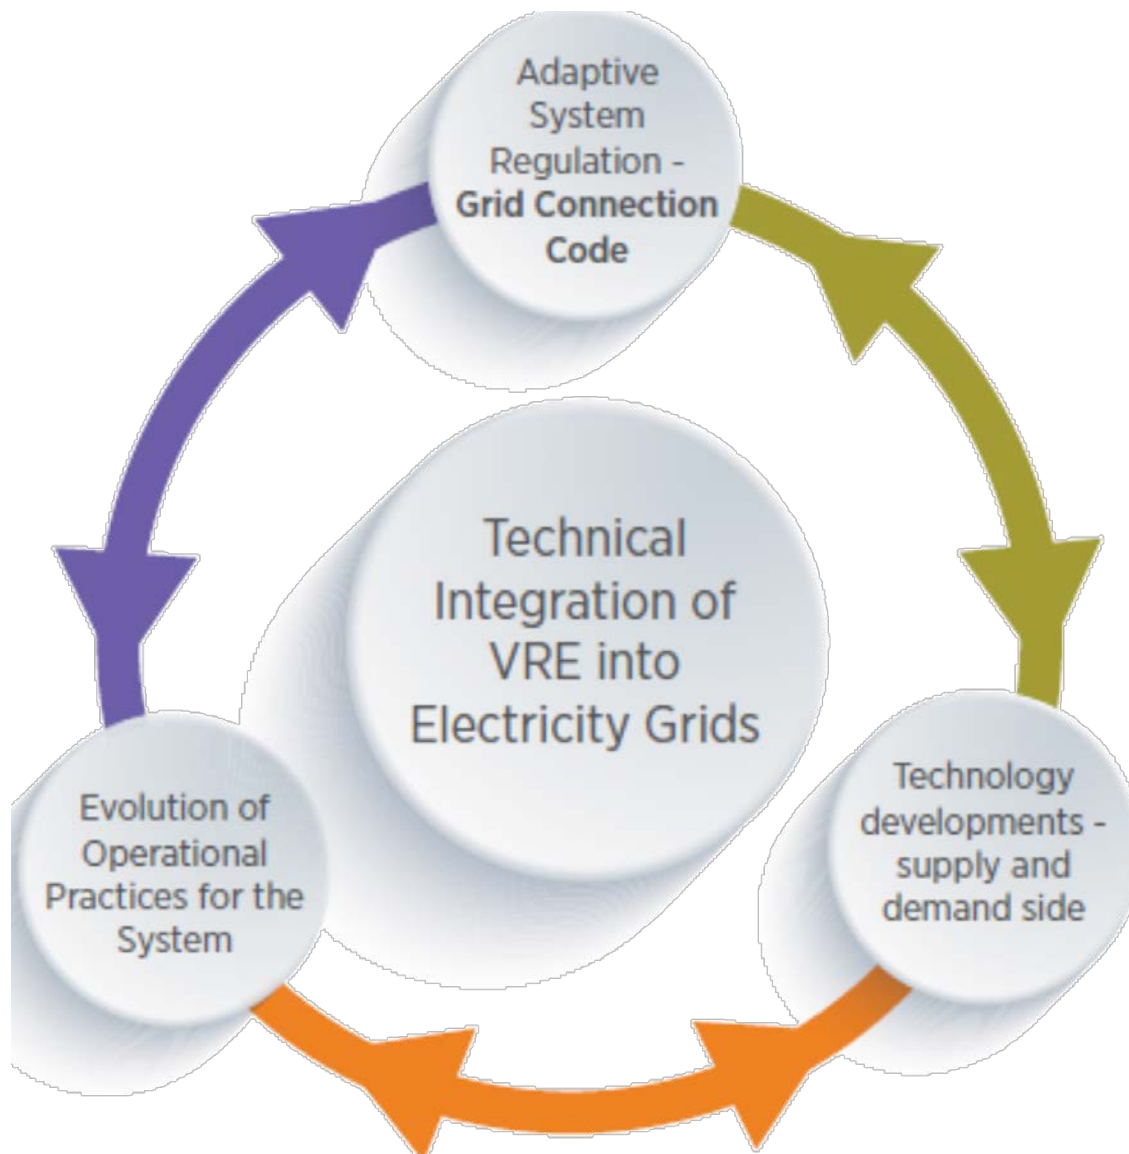 Adaptive
System
Regulation -
Grid Connection
Code
Technical
Integration of
VRE into
Electricity Grids
Evolution of
Operational
Practices for the
System
Technology
developments -
supply and
demand side